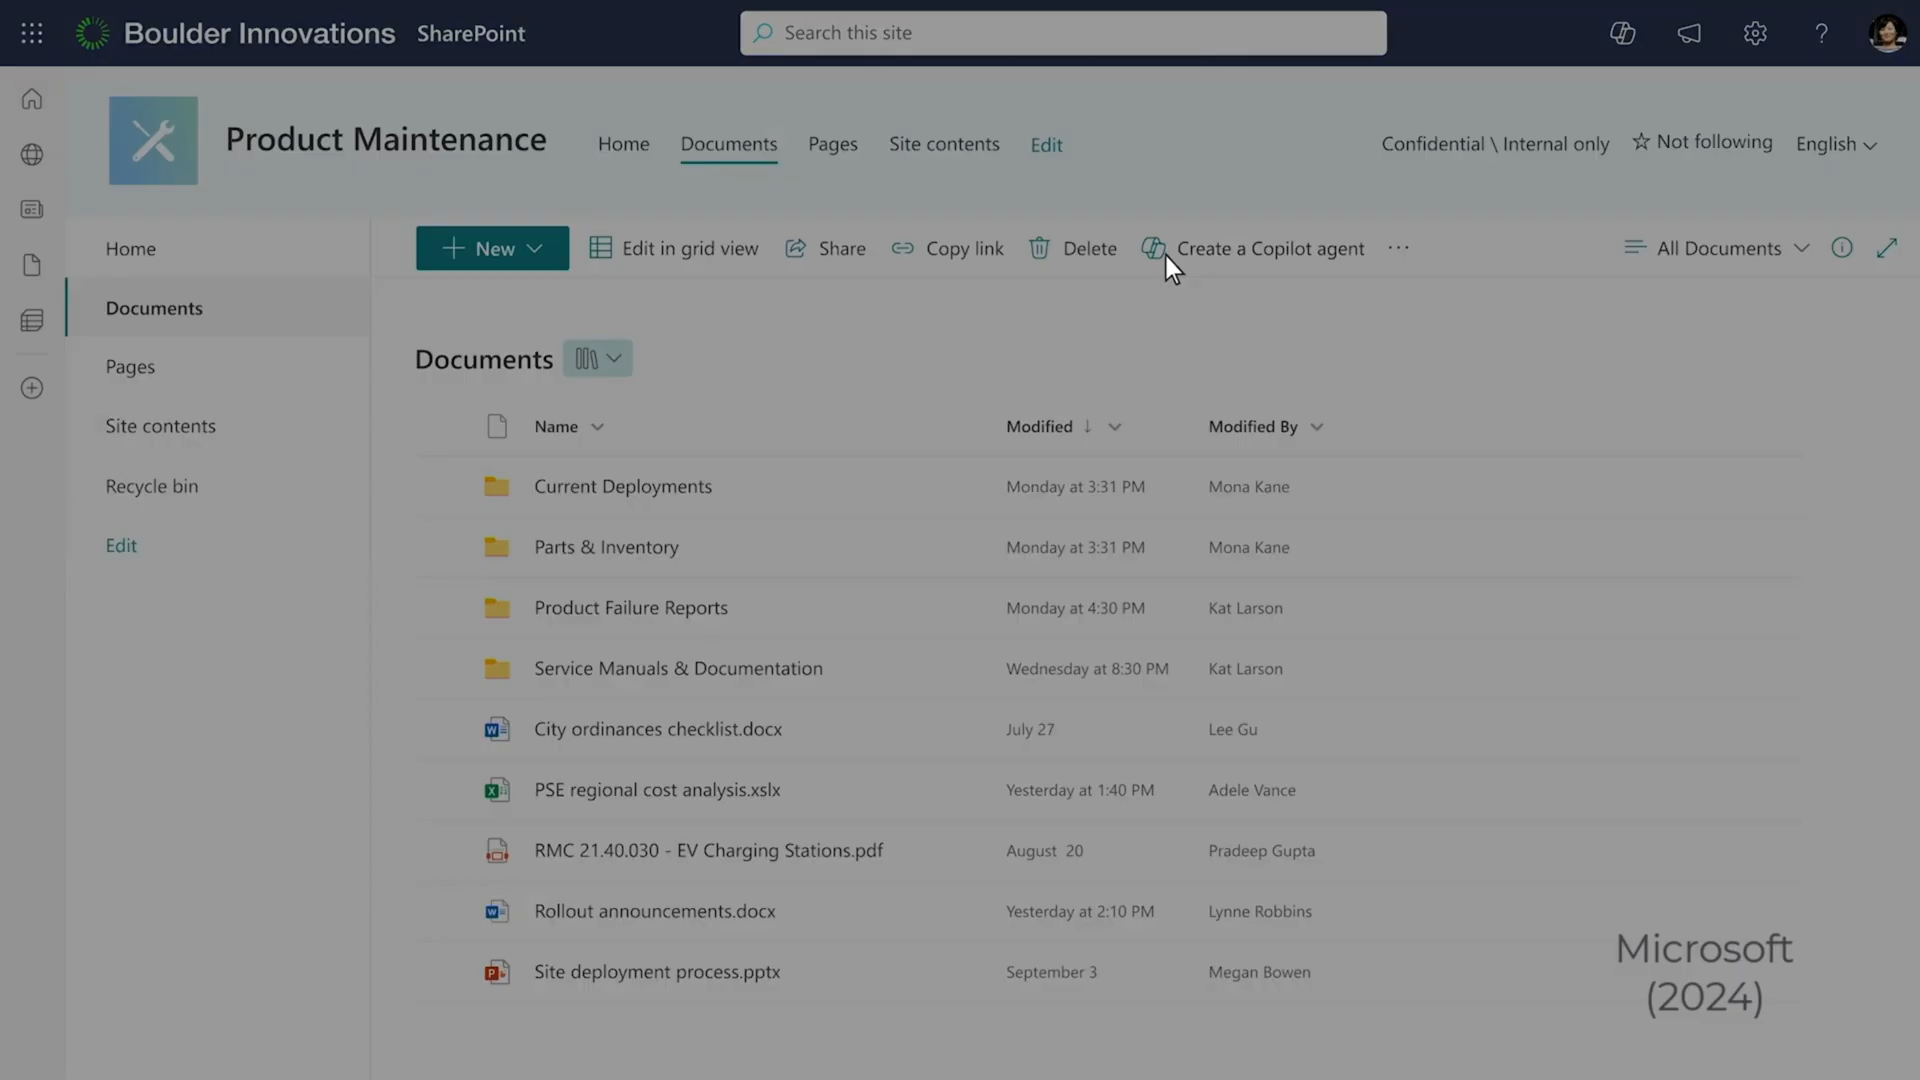 Boulder Innovations SharePoint Search this site ?
Product Maintenance Home Documents Pages Site contents Edit Confidential \ Internal only Not following English
Home
Documents
Pages
Site contents
Recycle bin
Edit
New Edit in grid view Share Copy link Delete Create a Copilot agent ··· All Documents
Documents
Name Modified ↓ Modified By
Current Deployments Monday at 3:31 PM Mona Kane
Parts & Inventory Monday at 3:31 PM Mona Kane
Product Failure Reports Monday at 4:30 PM Kat Larson
Service Manuals & Documentation Wednesday at 8:30 PM Kat Larson
City ordinances checklist.docx July 27 Lee Gu
PSE regional cost analysis.xslx Yesterday at 1:40 PM Adele Vance
RMC 21.40.030 - EV Charging Stations.pdf August 20 Pradeep Gupta
Rollout announcements.docx Yesterday at 2:10 PM Lynne Robbins
Site deployment process.pptx September 3 Megan Bowen
Microsoft
(2024)